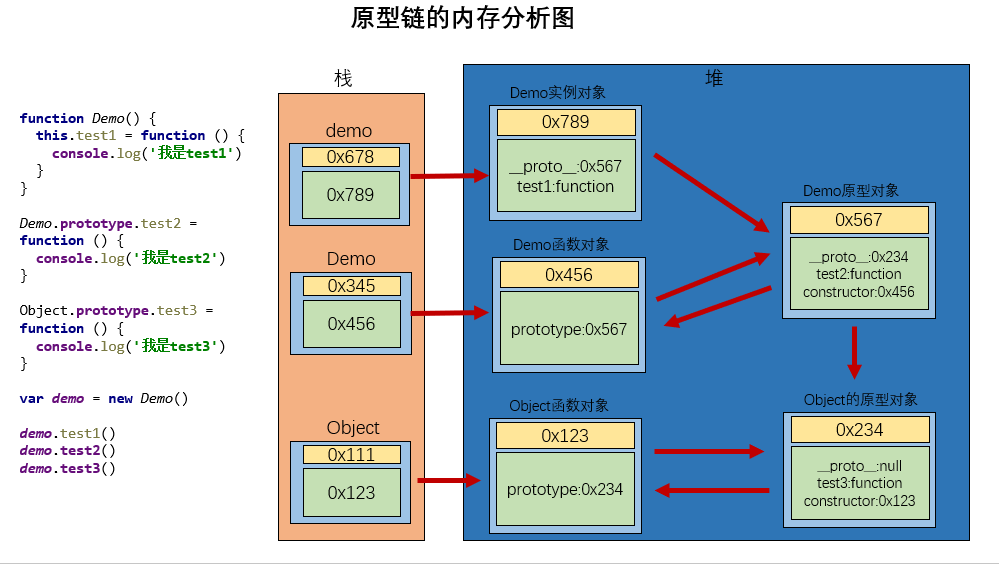 原型链的内存分析图
function Demo() {
this.test1 = function () {
console.log('我是test1')
}
}
Demo.prototype.test2 =
function () {
console.log('我是test2')
}
Object.prototype.test3 =
function () {
console.log('我是test3')
}
var demo = new Demo()
demo.test1()
demo.test2()
demo.test3()
栈
demo
0x678
0x789
Demo
0x345
0x456
Object
0x111
0x123
堆
Demo实例对象
0x789
__proto__:0x567
test1:function
Demo函数对象
0x456
prototype:0x567
Object函数对象
0x123
prototype:0x234
Demo原型对象
0x567
__proto__:0x234
test2:function
constructor:0x456
Object的原型对象
0x234
__proto__:null
test3:function
constructor:0x123